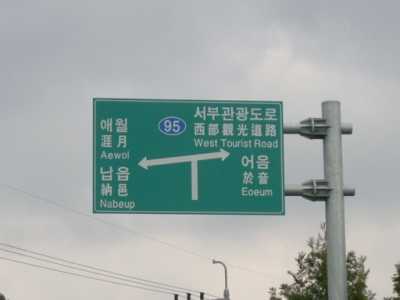 서부관광도로
西部觀光道路
West Tourist Road
95
애월
涯月
Aewol
납읍
納邑
Nabeup
어음
於音
Eoeum